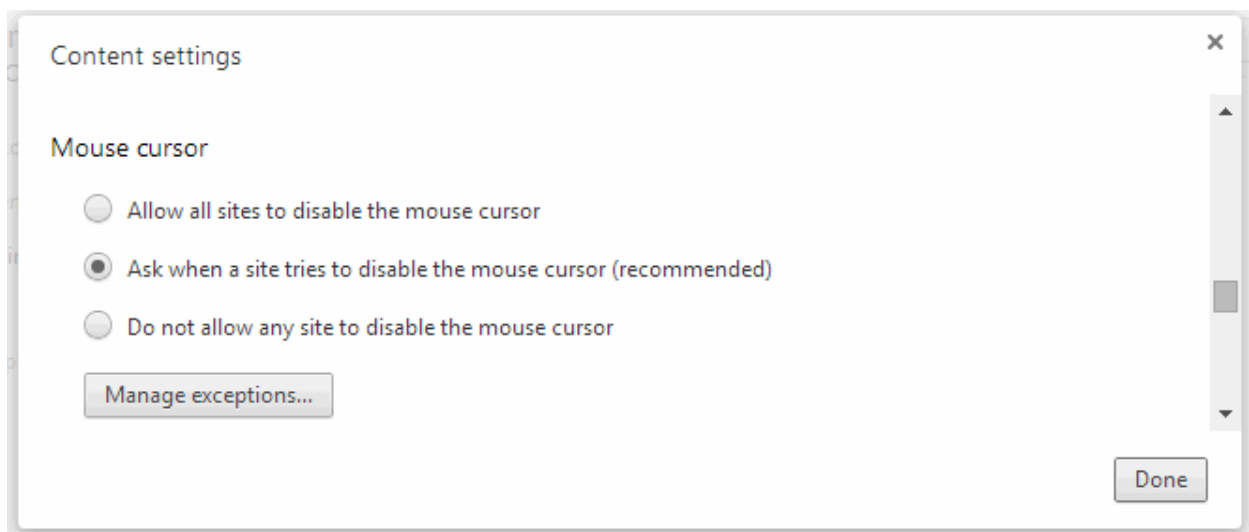 Content settings
Mouse cursor
Allow all sites to disable the mouse cursor
Ask when a site tries to disable the mouse cursor (recommended)
Do not allow any site to disable the mouse cursor
Manage exceptions...
Done